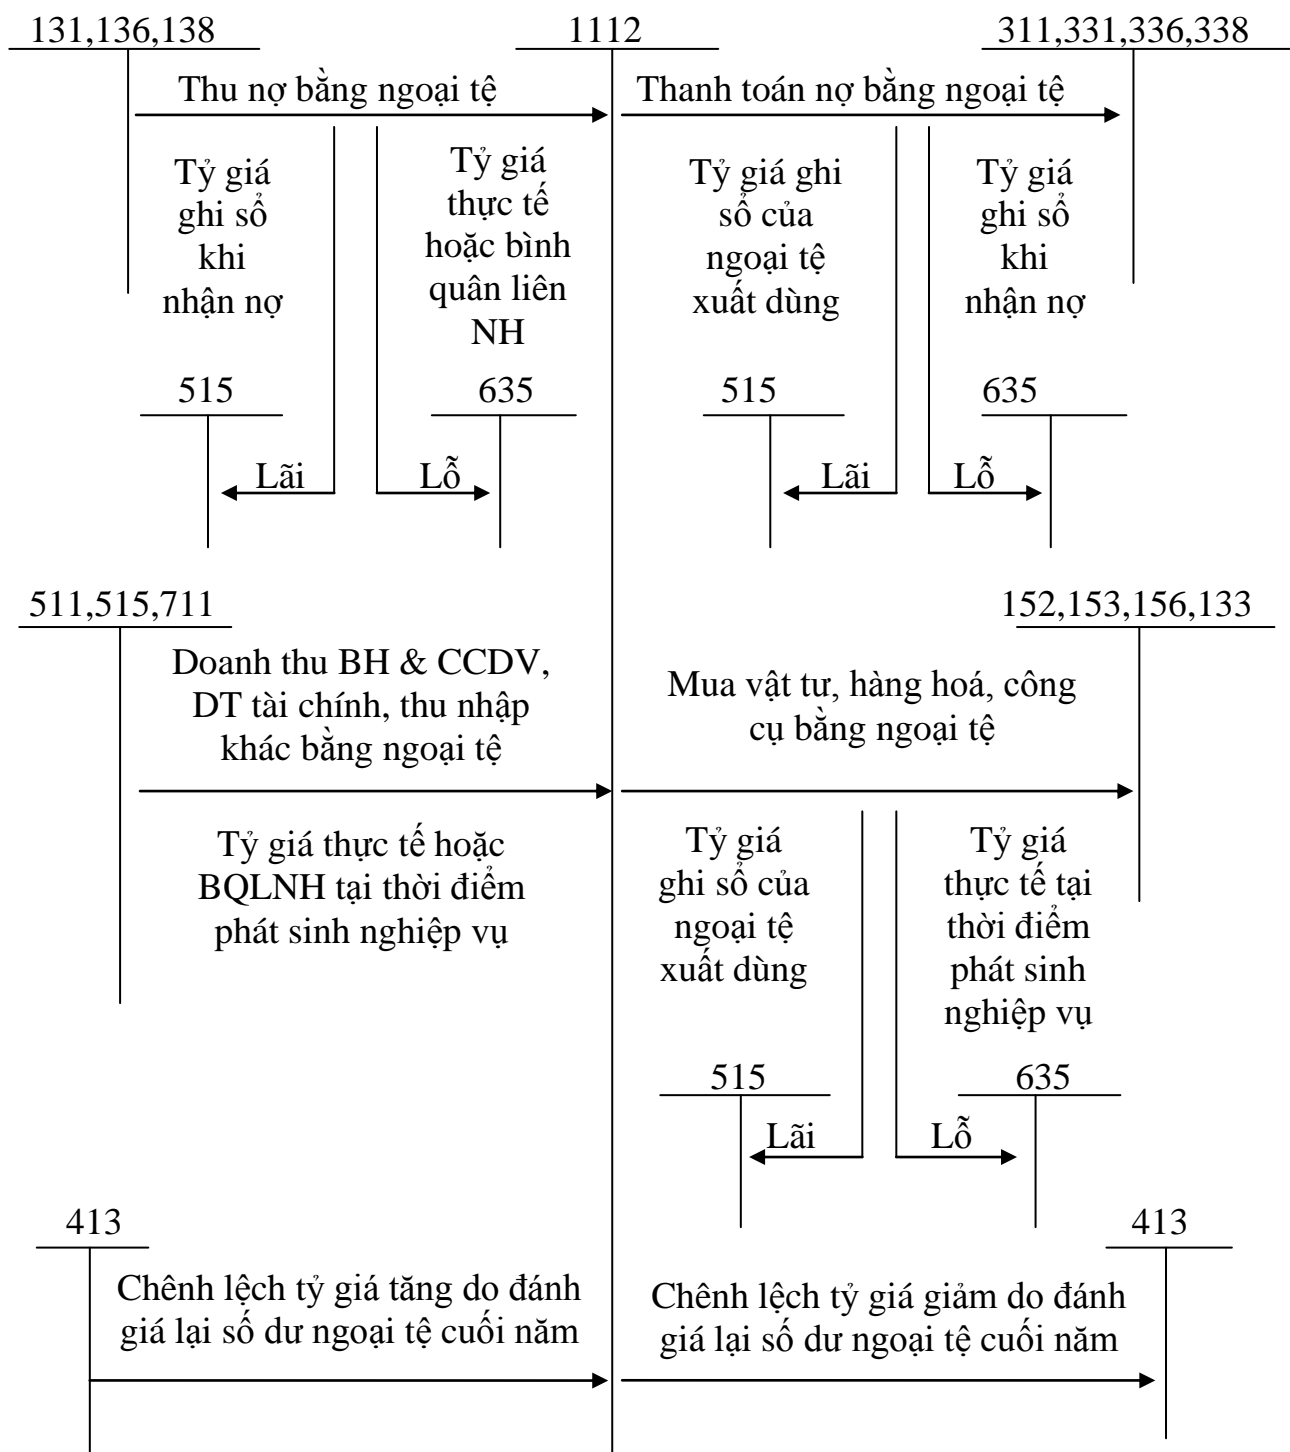 131,136,138
1112
311,331,336,338
Thu nợ bằng ngoại tệ
Thanh toán nợ bằng ngoại tệ
Tỷ giá
ghi sổ
khi
nhận nợ
Tỷ giá
thực tế
hoặc bình
quân liên
NH
Tỷ giá ghi
sổ của
ngoại tệ
xuất dùng
Tỷ giá
ghi sổ
khi
nhận nợ
515
635
515
635
Lãi
Lỗ
Lãi
Lỗ
511,515,711
152,153,156,133
Doanh thu BH & CCDV,
DT tài chính, thu nhập
khác bằng ngoại tệ
Mua vật tư, hàng hoá, công
cụ bằng ngoại tệ
Tỷ giá thực tế hoặc
BQLNH tại thời điểm
phát sinh nghiệp vụ
Tỷ giá
ghi sổ của
ngoại tệ
xuất dùng
Tỷ giá
thực tế tại
thời điểm
phát sinh
nghiệp vụ
515
635
Lãi
Lỗ
413
413
Chênh lệch tỷ giá tăng do đánh
giá lại số dư ngoại tệ cuối năm
Chênh lệch tỷ giá giảm do đánh
giá lại số dư ngoại tệ cuối năm